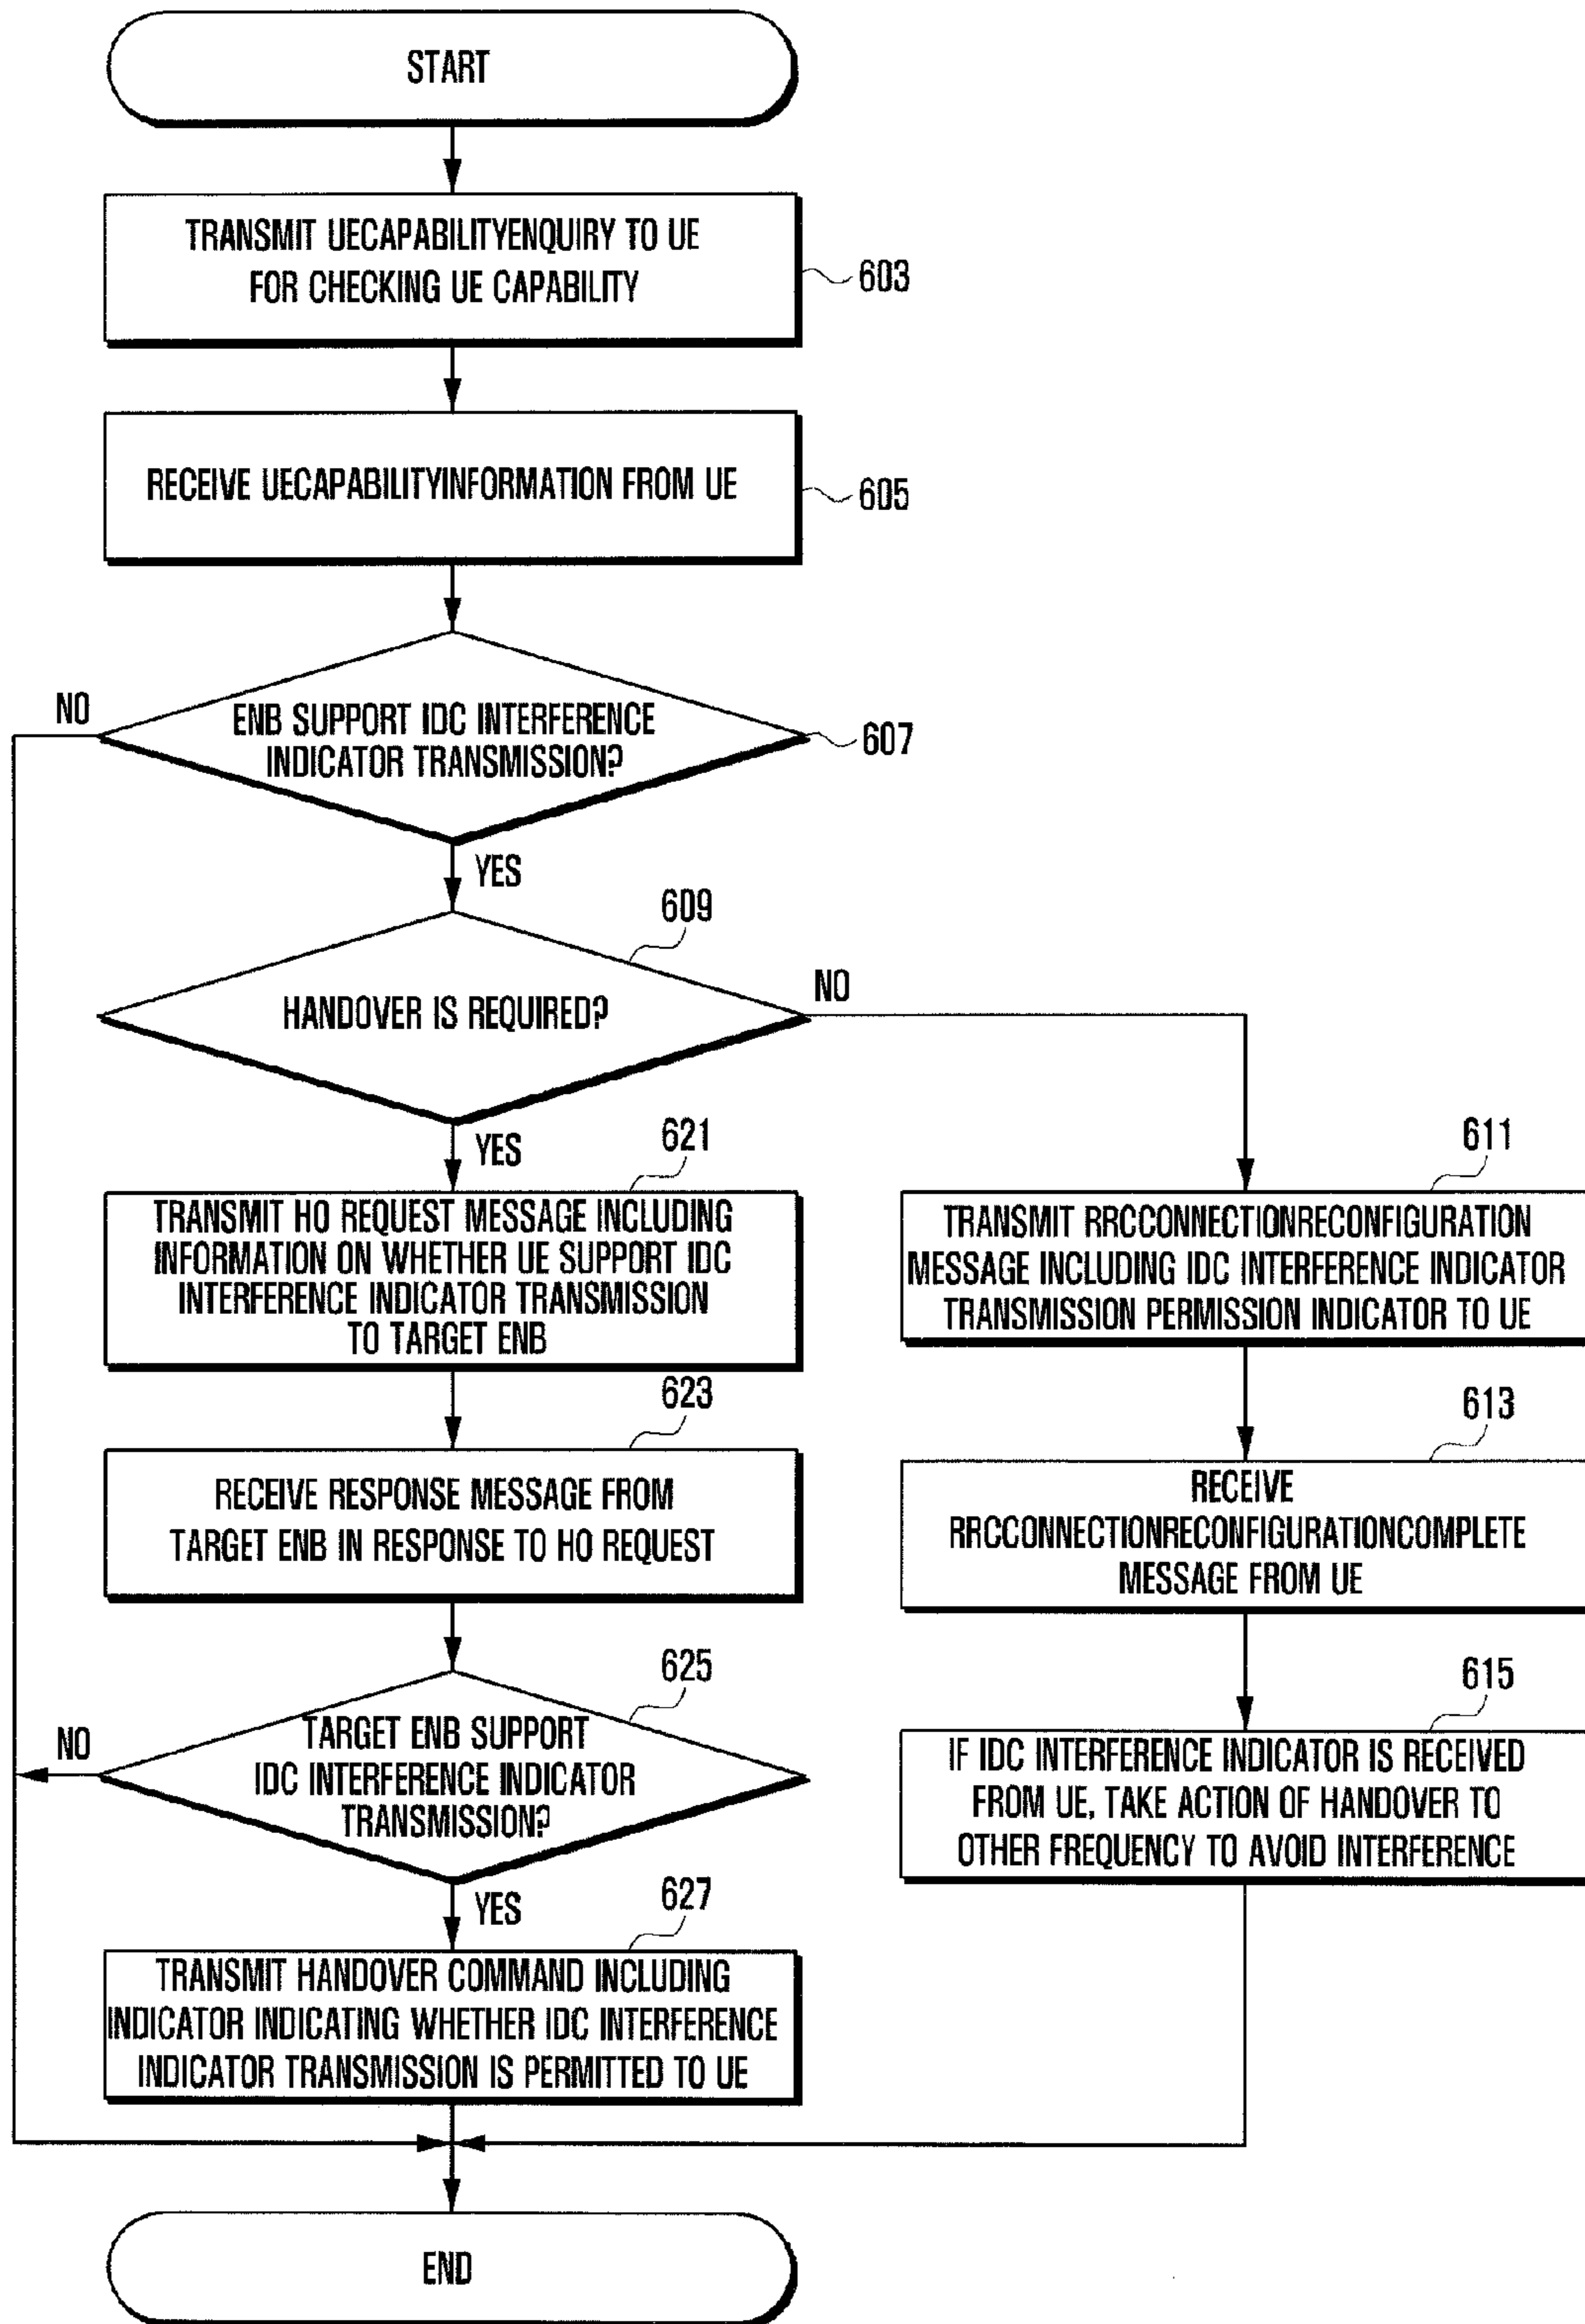 START
TRANSMIT UECAPABILITYENQUIRY TO UE
FOR CHECKING UE CAPABILITY
603
RECEIVE UECAPABILITYINFORMATION FROM UE
605
NO
ENB SUPPORT IDC INTERFERENCE
INDICATOR TRANSMISSION?
607
YES
609
HANDOVER IS REQUIRED?
NO
YES
621
TRANSMIT HO REQUEST MESSAGE INCLUDING
INFORMATION ON WHETHER UE SUPPORT IDC
INTERFERENCE INDICATOR TRANSMISSION
TO TARGET ENB
611
TRANSMIT RRCCONNECTIONRECONFIGURATION
MESSAGE INCLUDING IDC INTERFERENCE INDICATOR
TRANSMISSION PERMISSION INDICATOR TO UE
623
RECEIVE RESPONSE MESSAGE FROM
TARGET ENB IN RESPONSE TO HO REQUEST
613
RECEIVE
RRCCONNECTIONRECONFIGURATIONCOMPLETE
MESSAGE FROM UE
625
NO
TARGET ENB SUPPORT
IDC INTERFERENCE INDICATOR
TRANSMISSION?
615
IF IDC INTERFERENCE INDICATOR IS RECEIVED
FROM UE, TAKE ACTION OF HANDOVER TO
OTHER FREQUENCY TO AVOID INTERFERENCE
YES
627
TRANSMIT HANDOVER COMMAND INCLUDING
INDICATOR INDICATING WHETHER IDC INTERFERENCE
INDICATOR TRANSMISSION IS PERMITTED TO UE
END